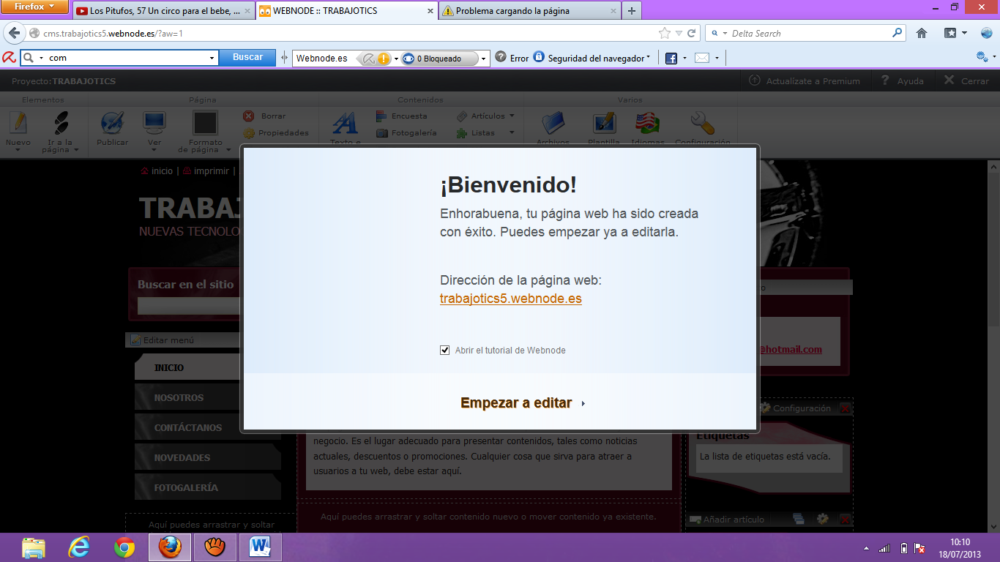 Firefox
Los Pitufos, 57 Un circo para el bebe, ...
WEBNODE :: TRABAJOTICS
Problema cargando la página
cms.trabajotics5.webnode.es/?aw=1
Delta Search
com
Buscar
Webnode.es
0 Bloqueado
Error
Seguridad del navegador
Proyecto:TRABAJOTICS
Actualízate a Premium
Ayuda
Cerrar
Elementos
Página
Contenidos
Varios
Nuevo
Ir a la
página
Publicar
Ver
Formato
de página
Borrar
Propiedades
Texto e
Encuesta
Fotogalería
Artículos
Listas
Archivos
Plantilla
Idiomas
Configuración
inicio | imprimir |
TRABAJ
NUEVAS TECNOLO
Buscar en el sitio
Editar menú
INICIO
NOSOTROS
CONTÁCTANOS
NOVEDADES
FOTOGALERÍA
Aquí puedes arrastrar y soltar
¡Bienvenido!
Enhorabuena, tu página web ha sido creada
con éxito. Puedes empezar ya a editarla.
Dirección de la página web:
trabajotics5.webnode.es
Abrir el tutorial de Webnode
Empezar a editar
negocio. Es el lugar adecuado para presentar contenidos, tales como noticias
actuales, descuentos o promociones. Cualquier cosa que sirva para atraer a
usuarios a tu web, debe estar aquí.
Aquí puedes arrastrar y soltar contenido nuevo o mover contenido ya existente.
@hotmail.com
Configuración
Etiquetas
La lista de etiquetas está vacía.
Añadir artículo
10:10
18/07/2013